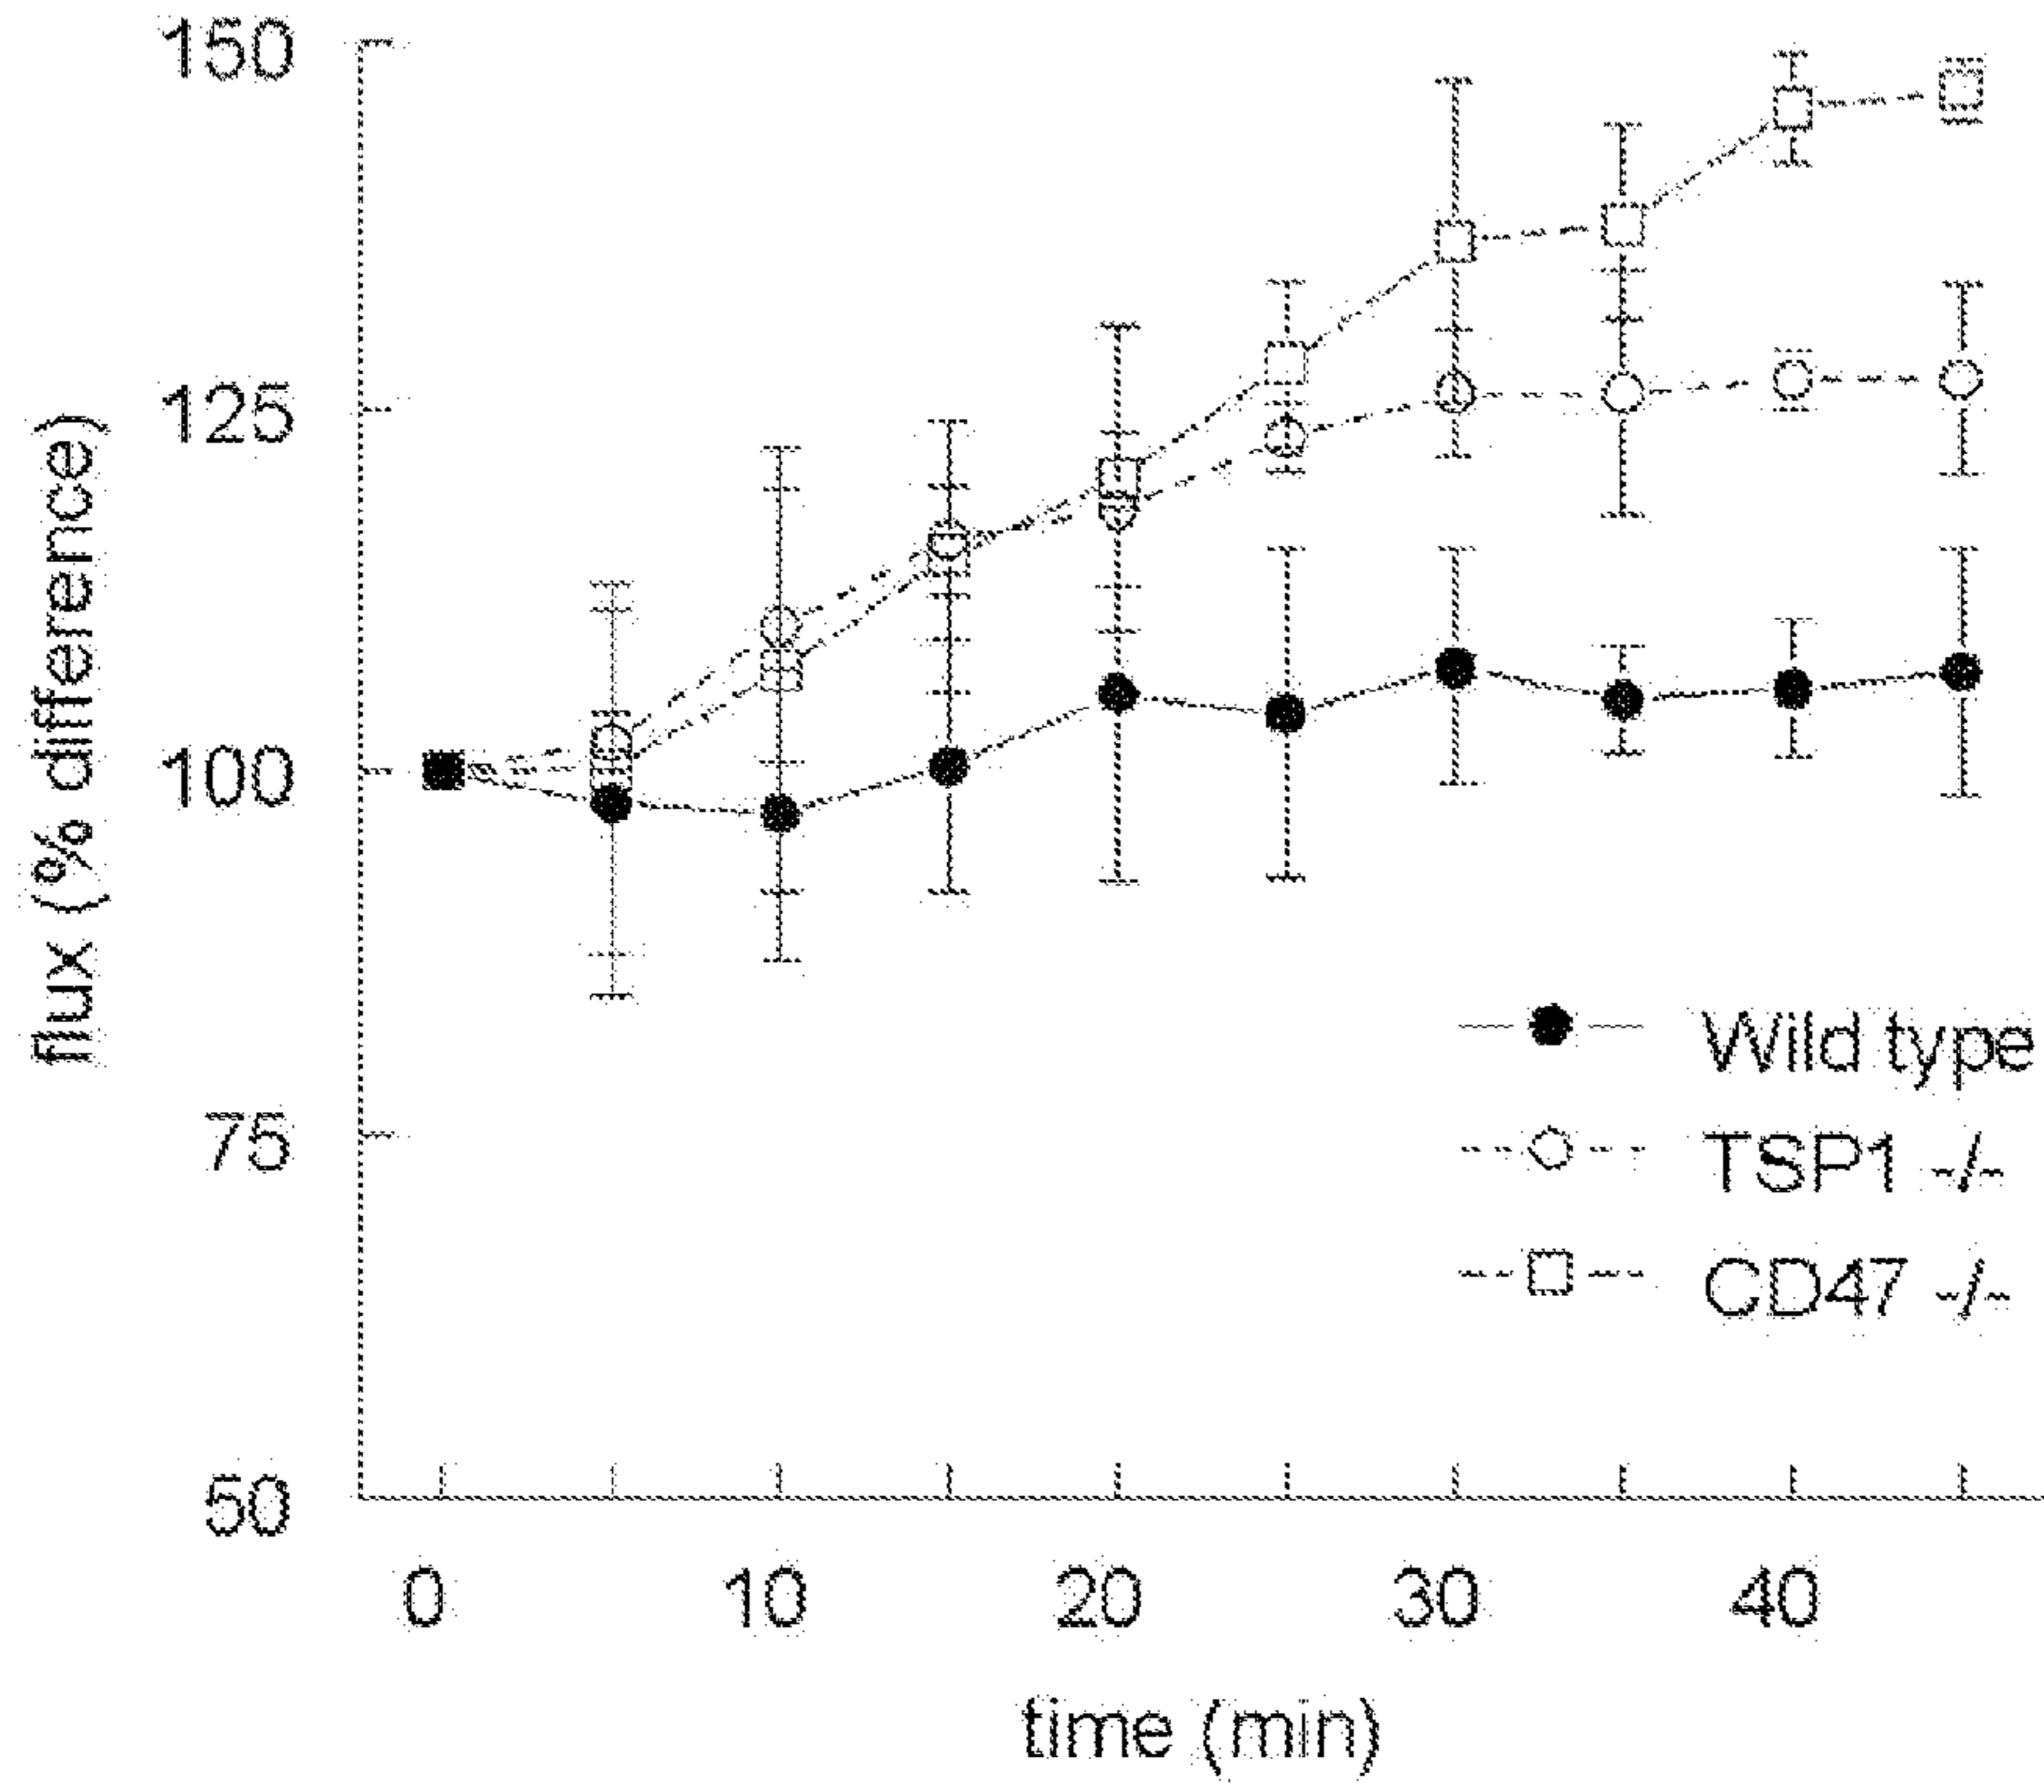 150
125
100
75
50
flux (% difference)
0 10 20 30 40
time (min)
Wild type
TSP1 -/-
CD47 -/-